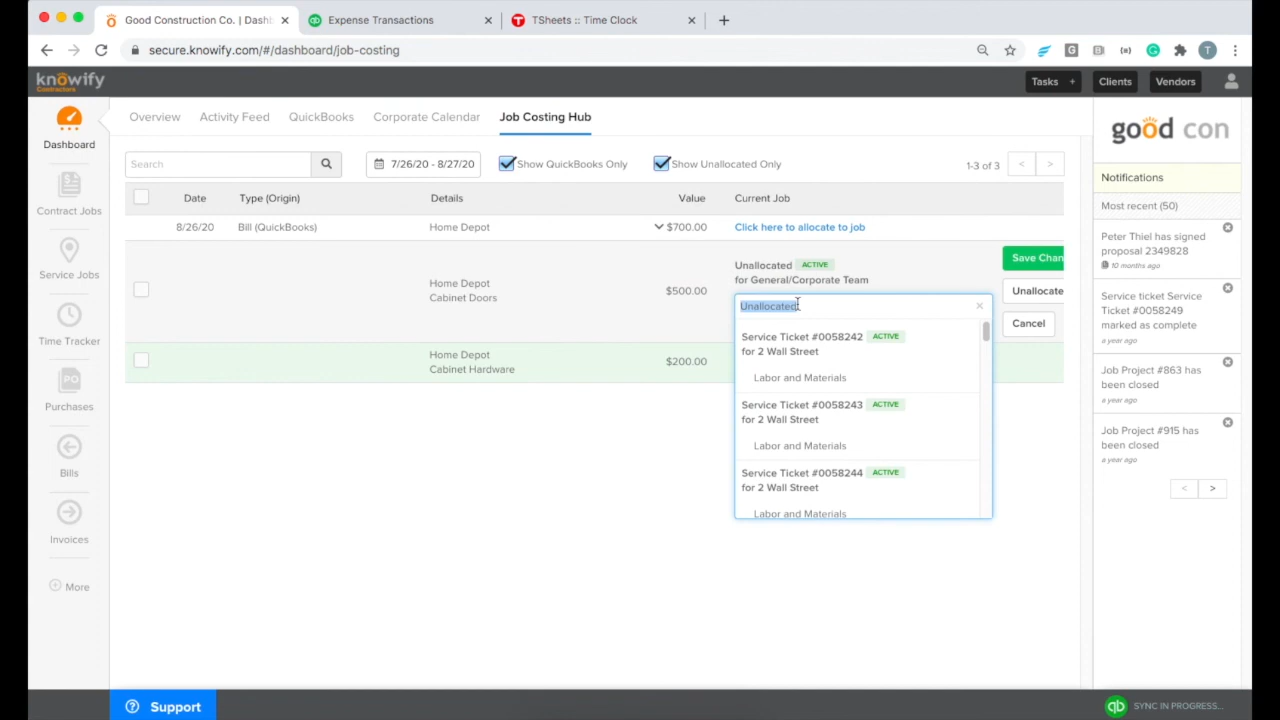 Good Construction Co. | Dashb
Expense Transactions
TSheets :: Time Clock
secure.knowify.com/#/dashboard/job-costing
T
knowify
Contractors
Tasks +
Clients
Vendors
Dashboard
Contract Jobs
Service Jobs
Time Tracker
PO
Purchases
Bills
Invoices
More
Overview
Activity Feed
QuickBooks
Corporate Calendar
Job Costing Hub
Search
7/26/20 - 8/27/20
Show QuickBooks Only
Show Unallocated Only
1-3 of 3
< >
Date
Type (Origin)
Details
Value
Current Job
8/26/20
Bill (QuickBooks)
Home Depot
$700.00
Click here to allocate to job
Home Depot
Cabinet Doors
$500.00
Unallocated ACTIVE
for General/Corporate Team
Unallocated
Service Ticket #0058242 ACTIVE
for 2 Wall Street
Labor and Materials
Service Ticket #0058243 ACTIVE
for 2 Wall Street
Labor and Materials
Service Ticket #0058244 ACTIVE
for 2 Wall Street
Labor and Materials
Save Chan
Unallocate
Cancel
Home Depot
Cabinet Hardware
$200.00
good con
Notifications
Most recent (50)
Peter Thiel has signed
proposal 2349828
10 months ago
Service ticket Service
Ticket #0058249
marked as complete
a year ago
Job Project #863 has
been closed
a year ago
Job Project #915 has
been closed
a year ago
< >
Support
qb SYNC IN PROGRESS...